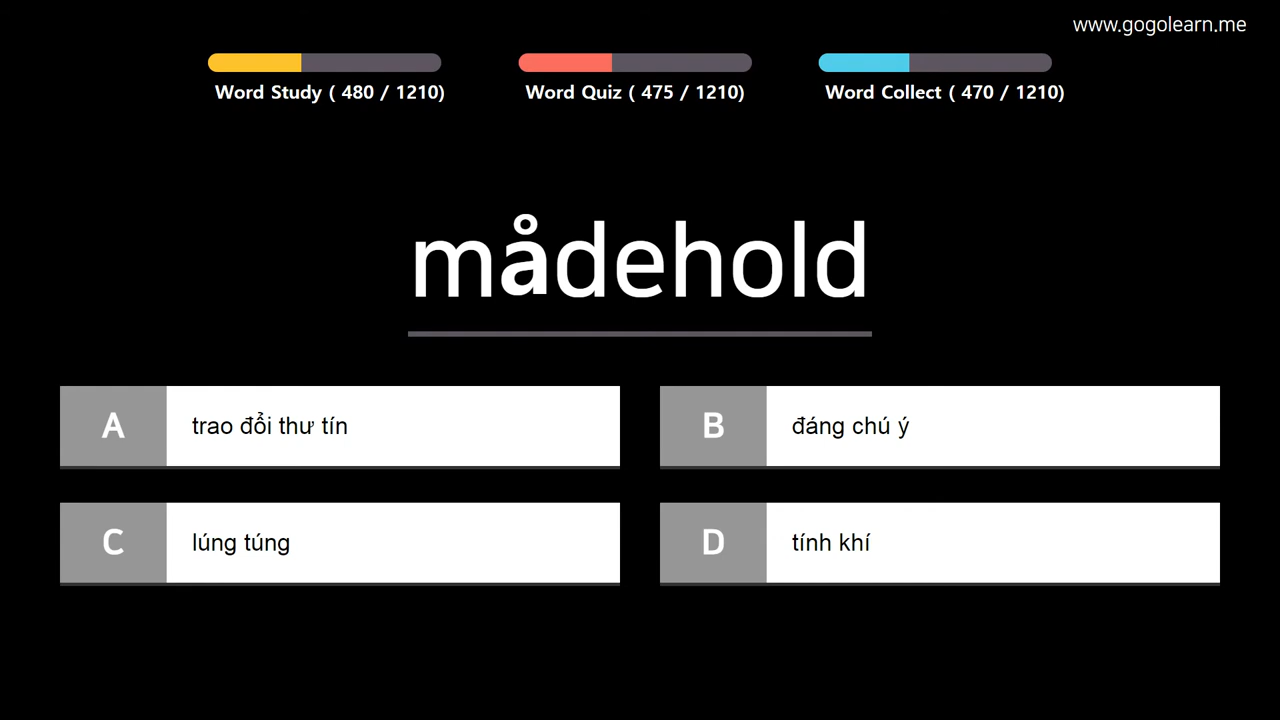 www.gogolearn.me
Word Study ( 480 / 1210)
Word Quiz ( 475 / 1210)
Word Collect ( 470 / 1210)
mådehold
A
trao đổi thư tín
B
đáng chú ý
C
lúng túng
D
tính khí